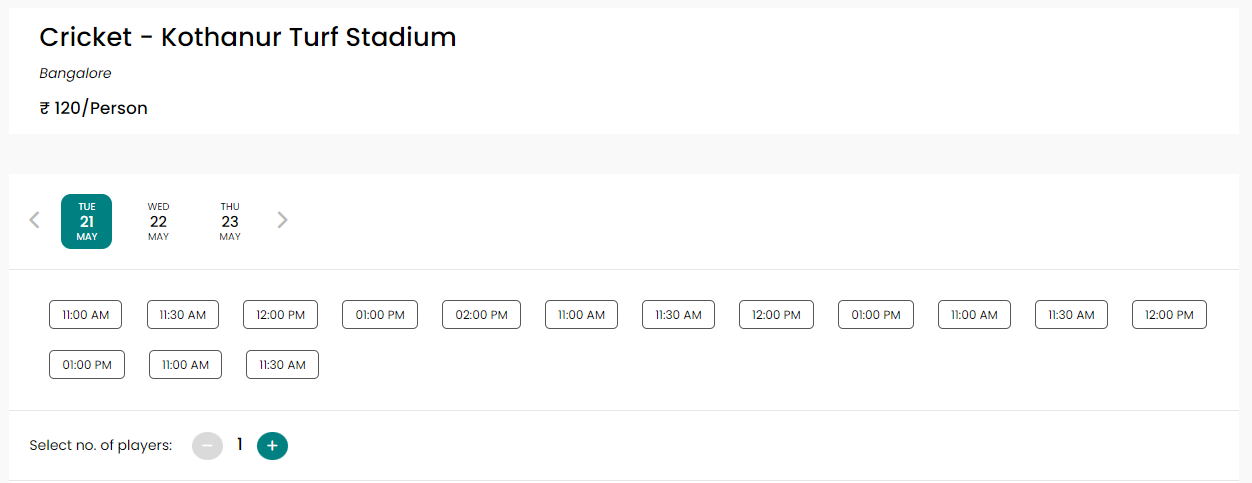 Cricket - Kothanur Turf Stadium
Bangalore
₹ 120/Person
TUE WED THU
21 22 23
MAY MAY MAY
11:00 AM 11:30 AM 12:00 PM 01:00 PM 02:00 PM 11:00 AM 11:30 AM 12:00 PM 01:00 PM 11:00 AM 11:30 AM 12:00 PM
01:00 PM 11:00 AM 11:30 AM
Select no. of players: − 1 +